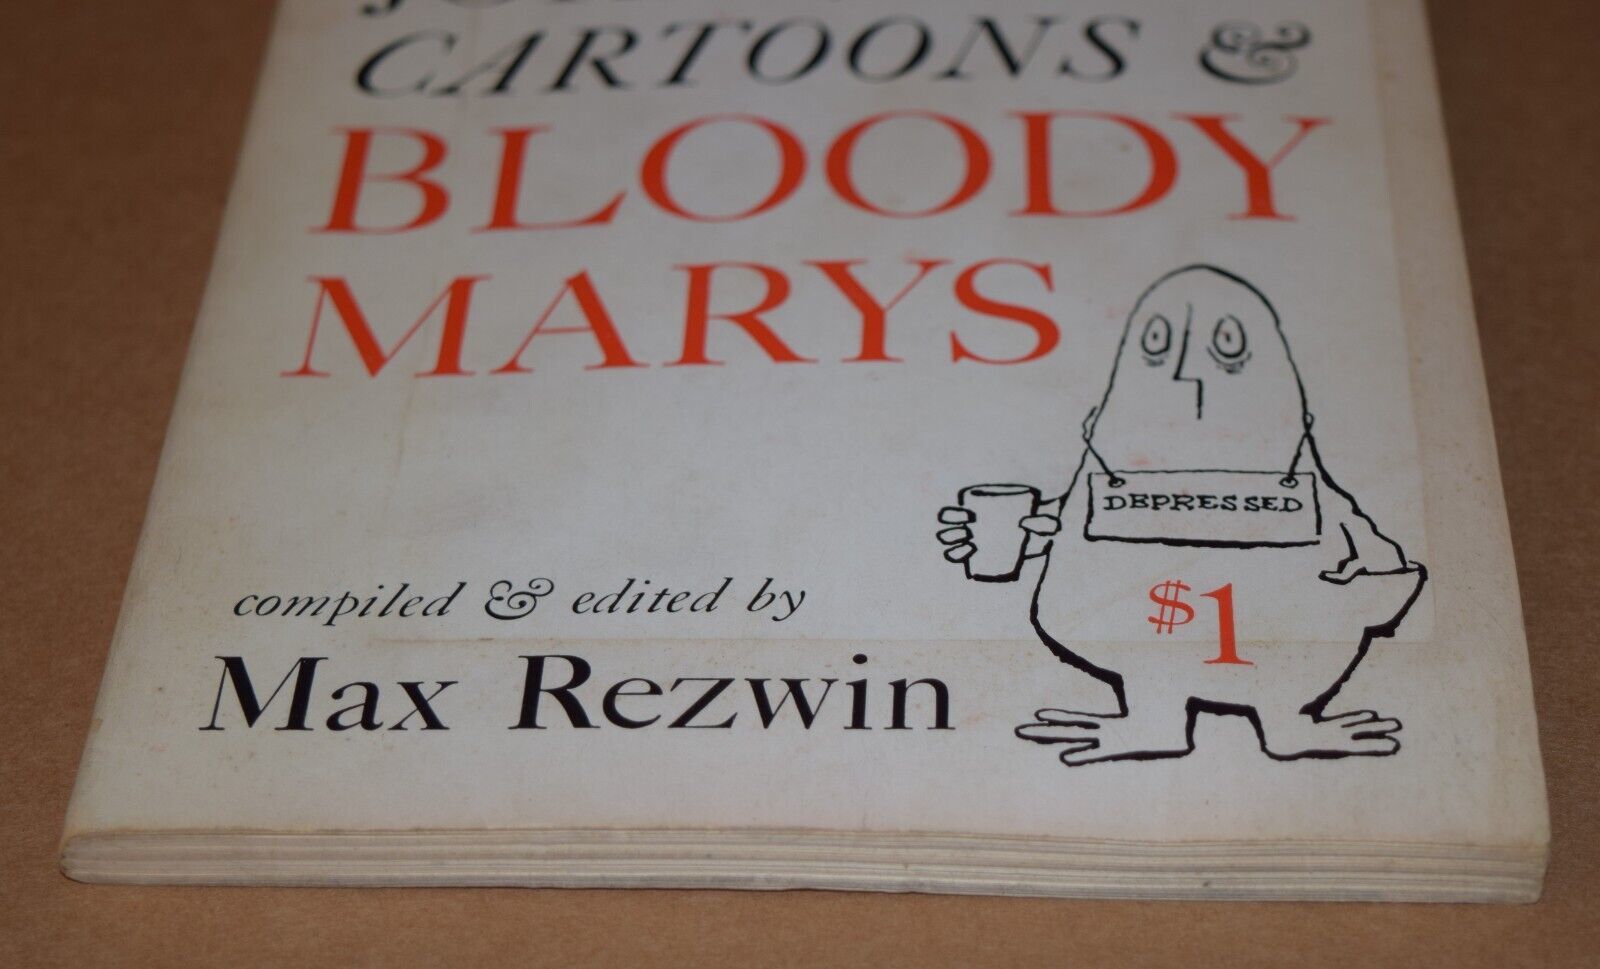 CARTOONS &
BLOODY
MARYS
DEPRESSED
$1
compiled & edited by
Max Rezwin